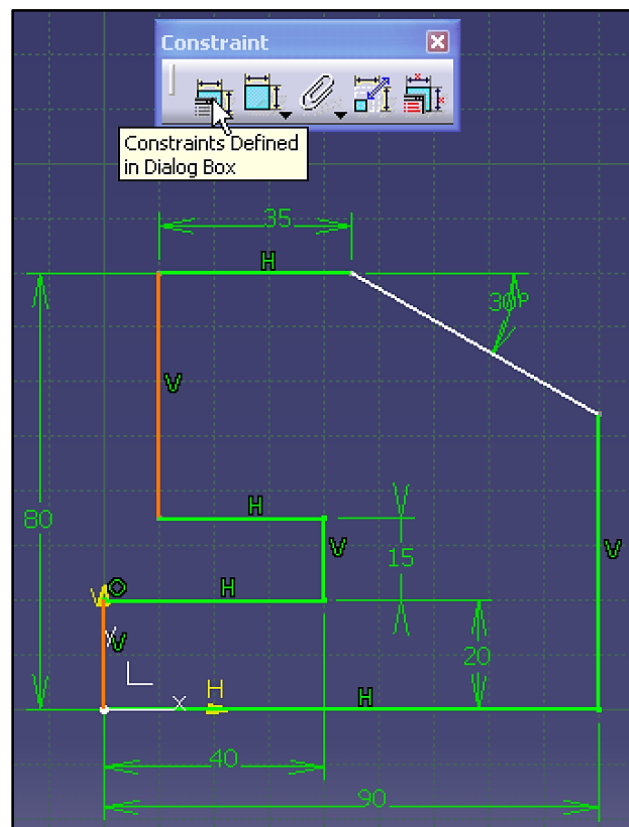 Constraint
Constraints Defined
in Dialog Box
35
H
30°
V
80
H
V
15
V
H
V
Y
V
20
H
X
H
40
90